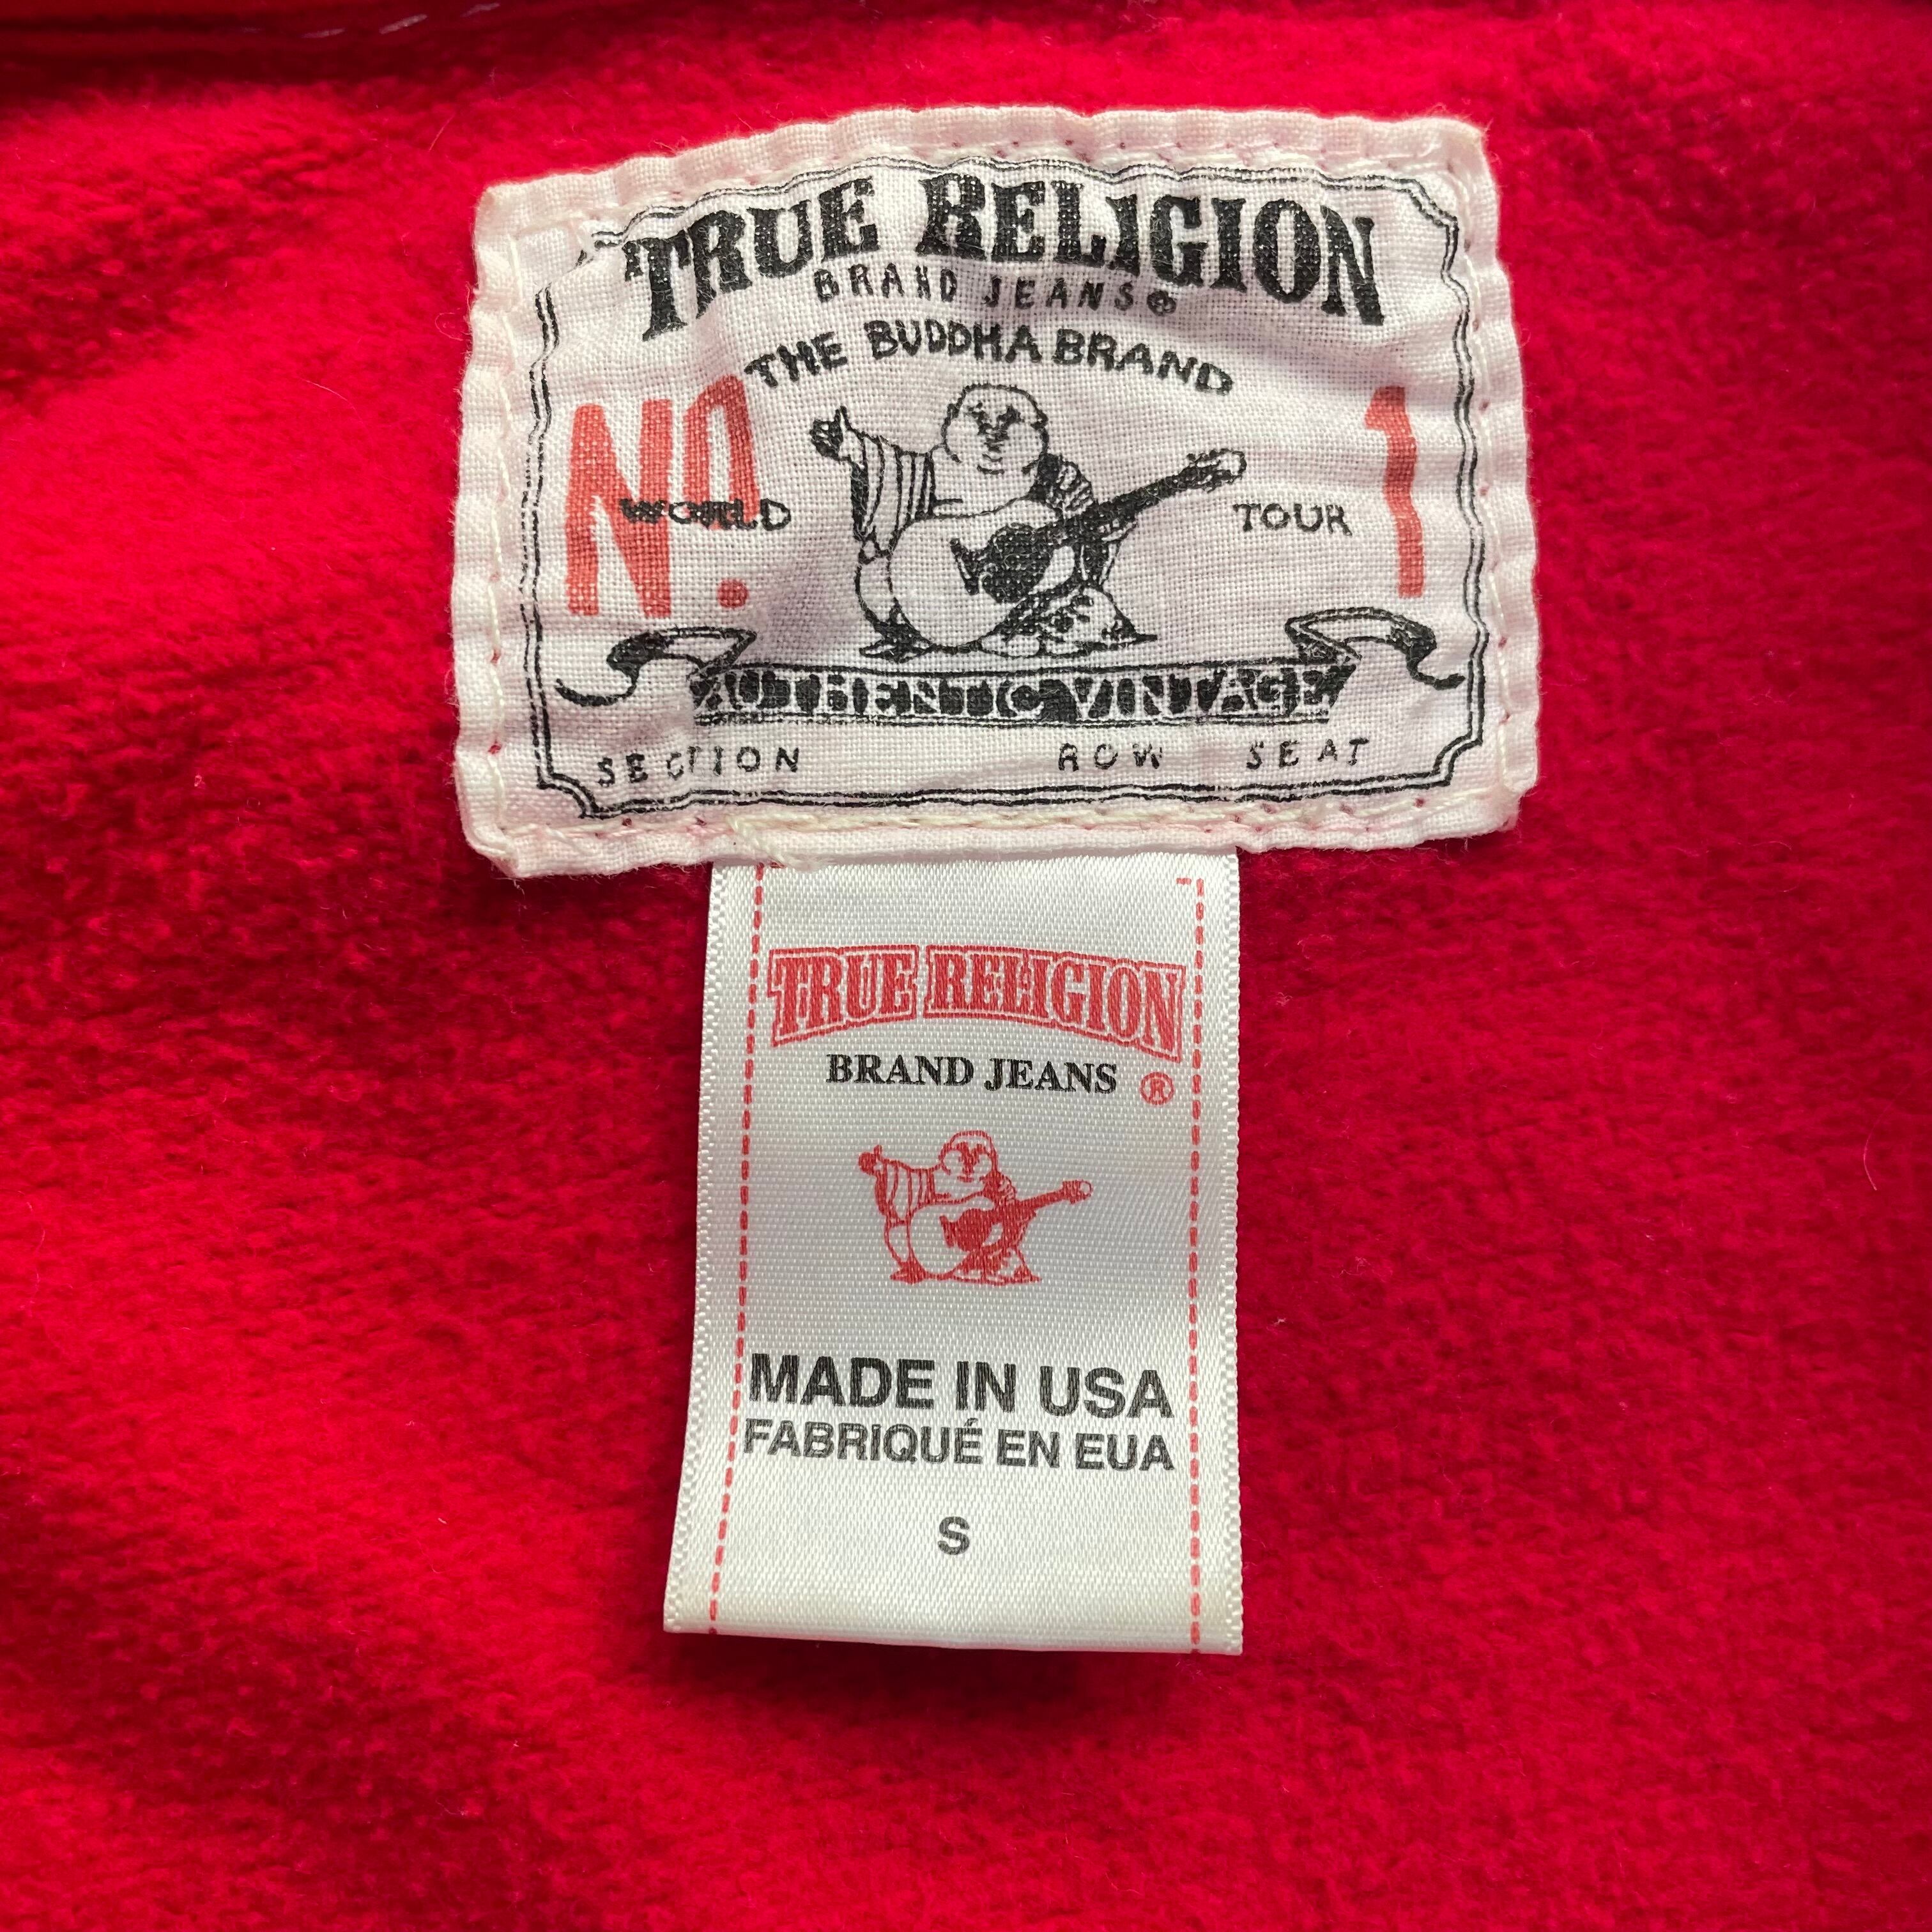 TRUE RELIGION
BRAND JEANS®
THE BUDDHA BRAND
NO. 1
WORLD TOUR
AUTHENTIC VINTAGE
SECTION ROW SEAT
TRUE RELIGION
BRAND JEANS ®
MADE IN USA
FABRIQUÉ EN EUA
S